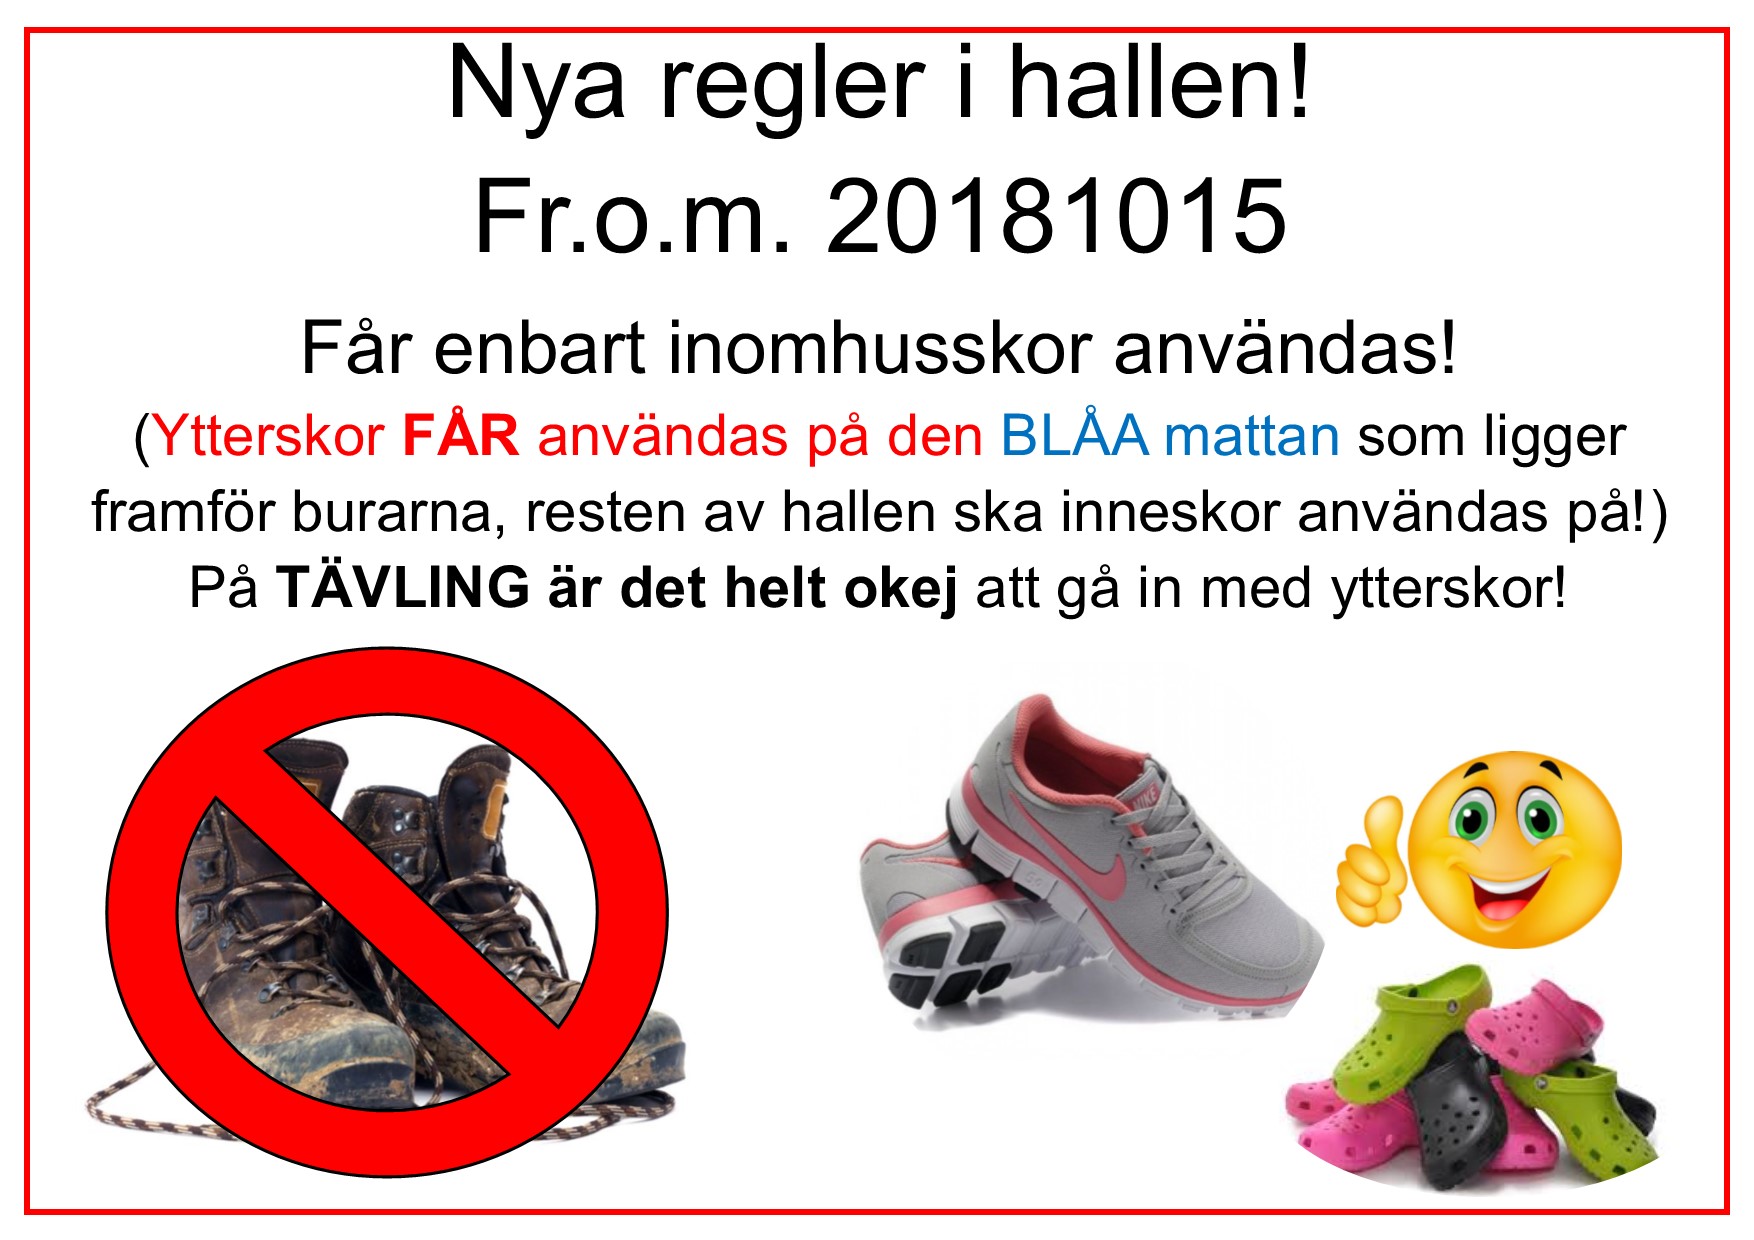 Nya regler i hallen!
Fr.o.m. 20181015
Får enbart inomhusskor användas!
(Ytterskor FÅR användas på den BLÅA mattan som ligger
framför burarna, resten av hallen ska inneskor användas på!)
På TÄVLING är det helt okej att gå in med ytterskor!
NIKE